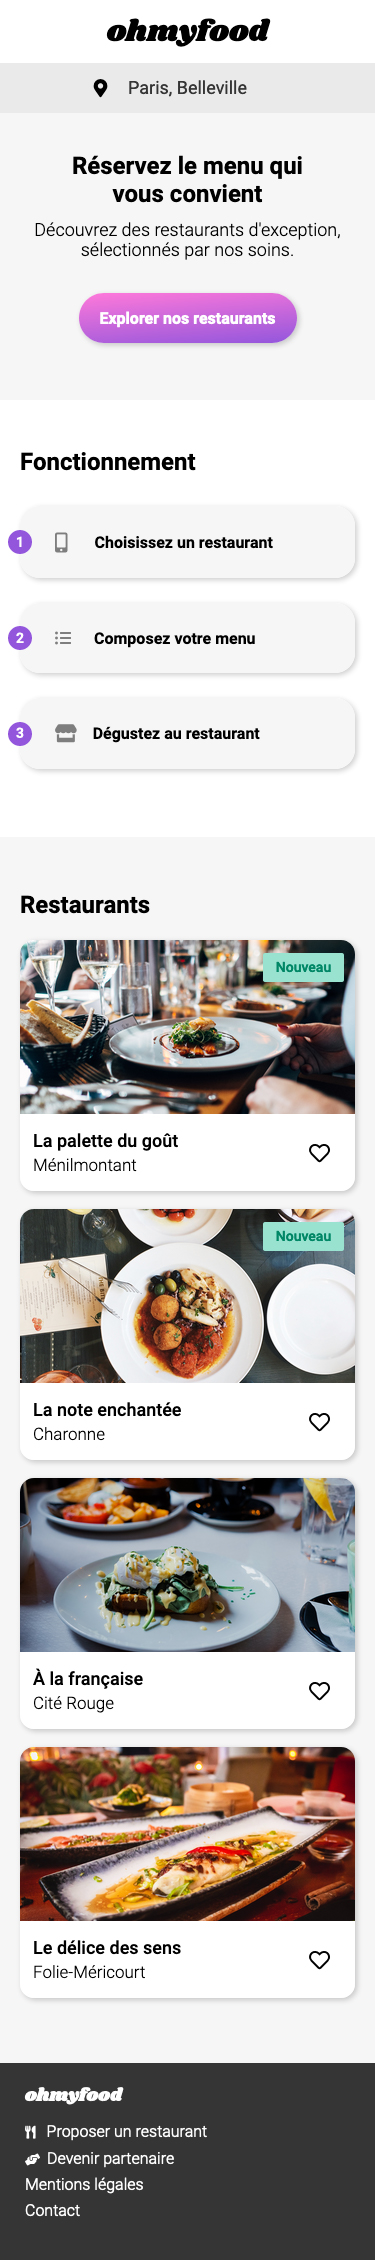 ohmyfood
Paris, Belleville
Réservez le menu qui
vous convient
Découvrez des restaurants d'exception,
sélectionnés par nos soins.
Explorer nos restaurants
Fonctionnement
1 Choisissez un restaurant
2 Composez votre menu
3 Dégustez au restaurant
Restaurants
Nouveau
La palette du goût
Ménilmontant
Nouveau
La note enchantée
Charonne
À la française
Cité Rouge
Le délice des sens
Folie-Méricourt
ohmyfood
Proposer un restaurant
Devenir partenaire
Mentions légales
Contact